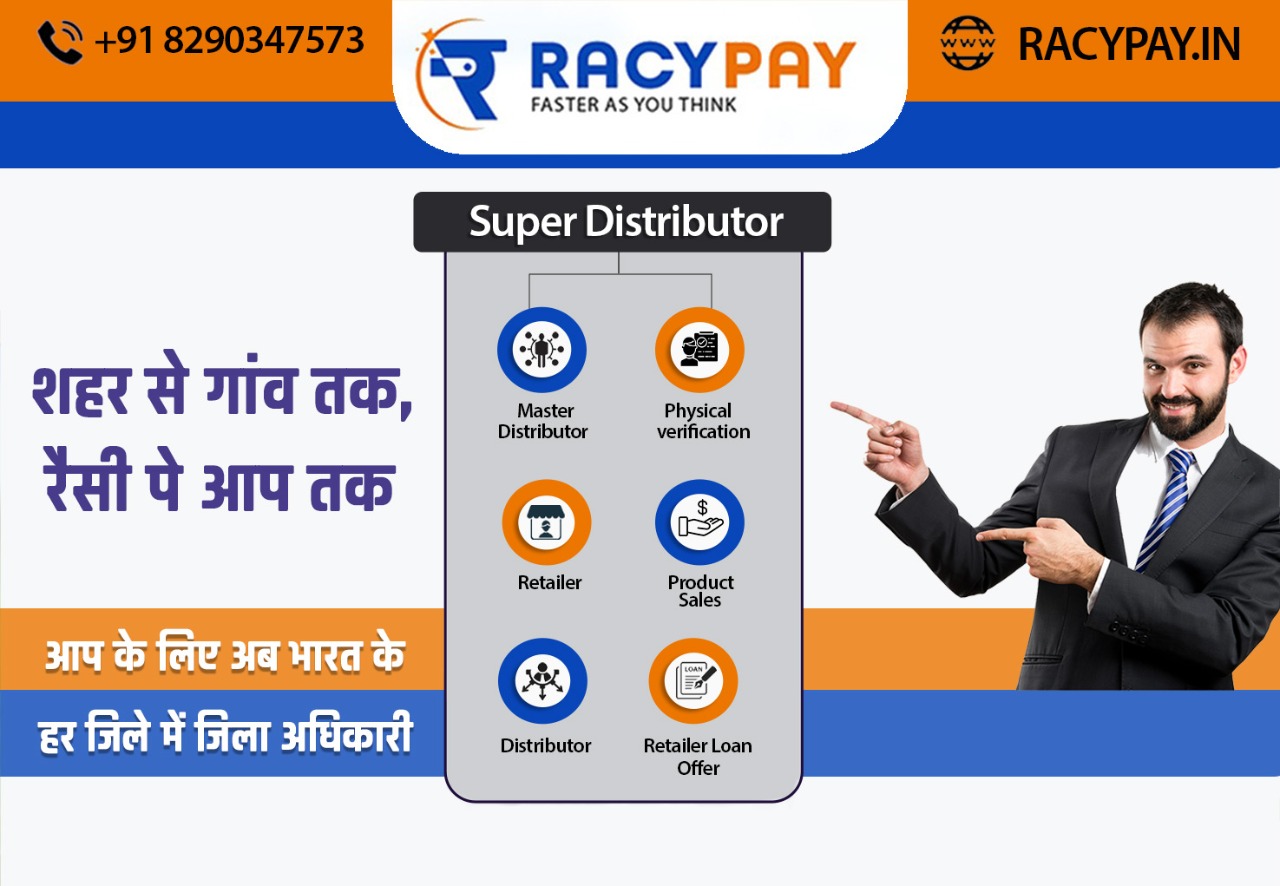 +91 8290347573
RACYPAY
FASTER AS YOU THINK
www
RACYPAY.IN
Super Distributor
Master
Distributor
Physical
verification
Retailer
Product
Sales
Distributor
LOAN
Retailer Loan
Offer
शहर से गांव तक,
रैसी पे आप तक
आप के लिए अब भारत के
हर जिले में जिला अधिकारी